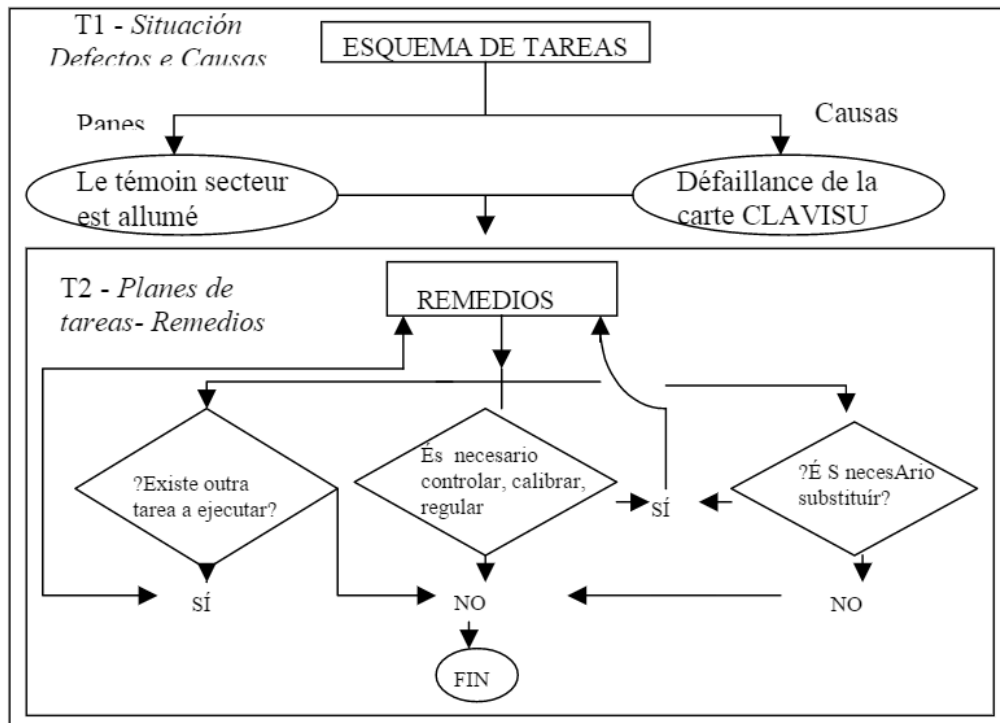 T1 - Situación
Defectos e Causas
ESQUEMA DE TAREAS
Panes
Causas
Le témoin secteur
est allumé
Défaillance de la
carte CLAVISU
T2 - Planes de
tareas- Remedios
REMEDIOS
?Existe outra
tarea a ejecutar?
És necesario
controlar, calibrar,
regular
?É S necesArio
substituír?
SÍ
SÍ
NO
NO
FIN